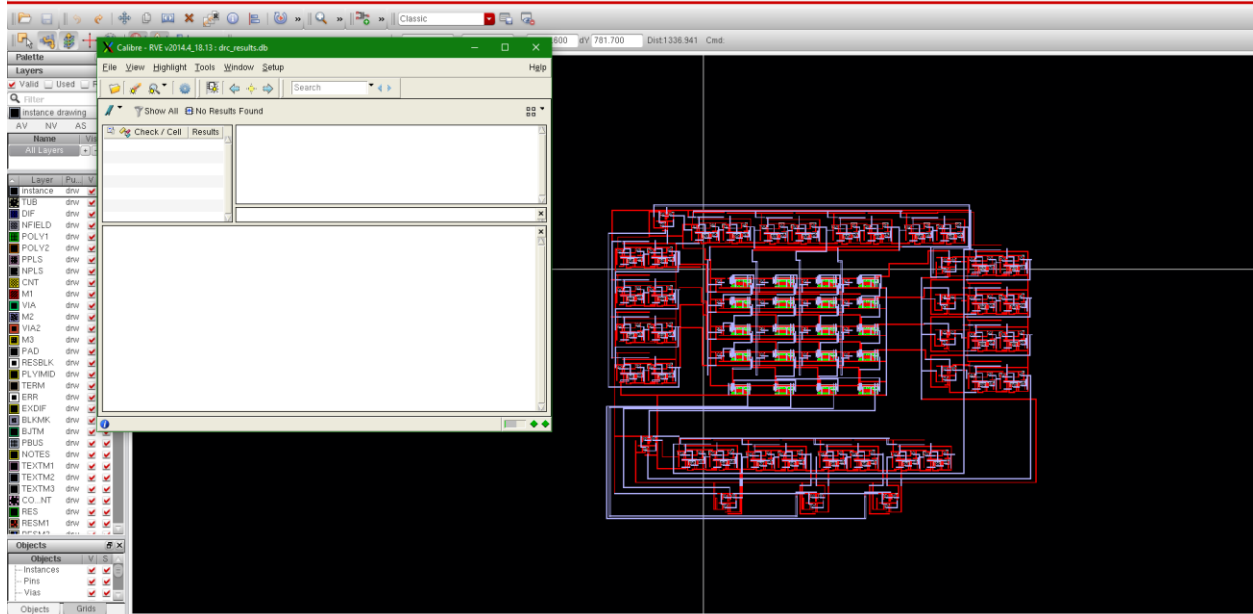 Classic
600 dY 781.700 Dist:1336.941 Cmd:
Palette
Layers
Valid Used
Filter
instance drawing
AV NV AS
Name Vis
All Layers
Layer Pu... V
instance drw
TUB drw
DIF drw
NFIELD drw
POLY1 drw
POLY2 drw
PPLS drw
NPLS drw
CNT drw
M1 drw
VIA drw
M2 drw
VIA2 drw
M3 drw
PAD drw
RESBLK drw
PLVIMID drw
TERM drw
ERR drw
EXDIF drw
BLKMK drw
BJTM drw
PBUS drw
NOTES drw
TEXTM1 drw
TEXTM2 drw
TEXTM3 drw
CO...NT drw
RES drw
RESM1 drw
Objects
Objects V S
Instances
Pins
Vias
Objects Grids
Calibre - RVE v2014.4_18.13 : drc_results.db
File View Highlight Tools Window Setup Help
Search
Show All No Results Found
Check / Cell Results